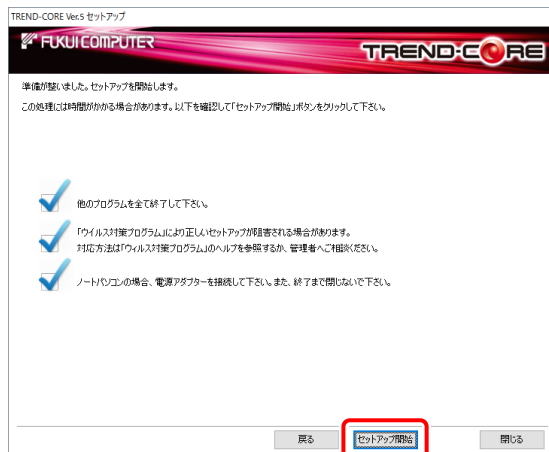 TREND-CORE Ver.5 セットアップ
FUKUI COMPUTER
TREND-CORE
準備が整いました。セットアップを開始します。
この処理には時間がかかる場合があります。以下を確認して「セットアップ開始」ボタンをクリックして下さい。
他のプログラムを全て終了して下さい。
「ウイルス対策プログラム」により正しいセットアップが阻害される場合があります。
対応方法は「ウィルス対策プログラム」のヘルプを参照するか、管理者へご相談ください。
ノートパソコンの場合、電源アダプターを接続して下さい。また、終了まで閉じないで下さい。
戻る
セットアップ開始
閉じる